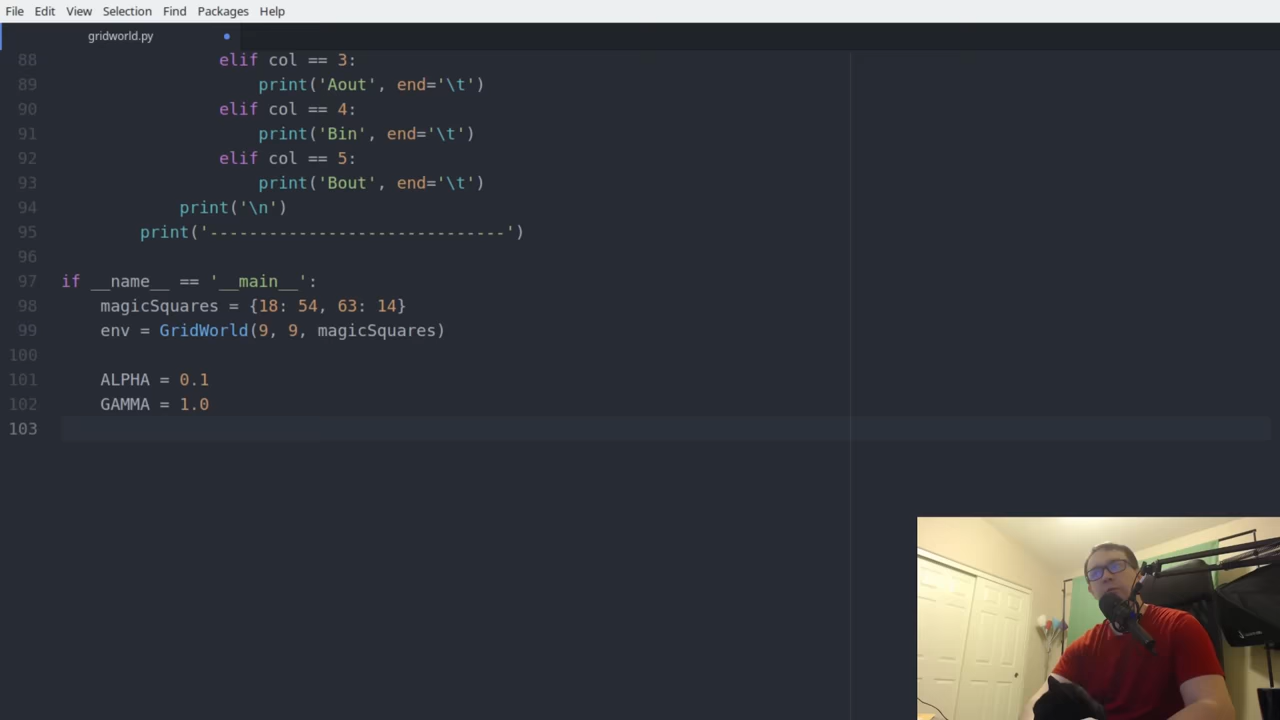 File Edit View Selection Find Packages Help
gridworld.py
88 elif col == 3:
89 print('Aout', end='\t')
90 elif col == 4:
91 print('Bin', end='\t')
92 elif col == 5:
93 print('Bout', end='\t')
94 print('\n')
95 print('------------------------------')
96
97 if __name__ == '__main__':
98 magicSquares = {18: 54, 63: 14}
99 env = GridWorld(9, 9, magicSquares)
100
101 ALPHA = 0.1
102 GAMMA = 1.0
103